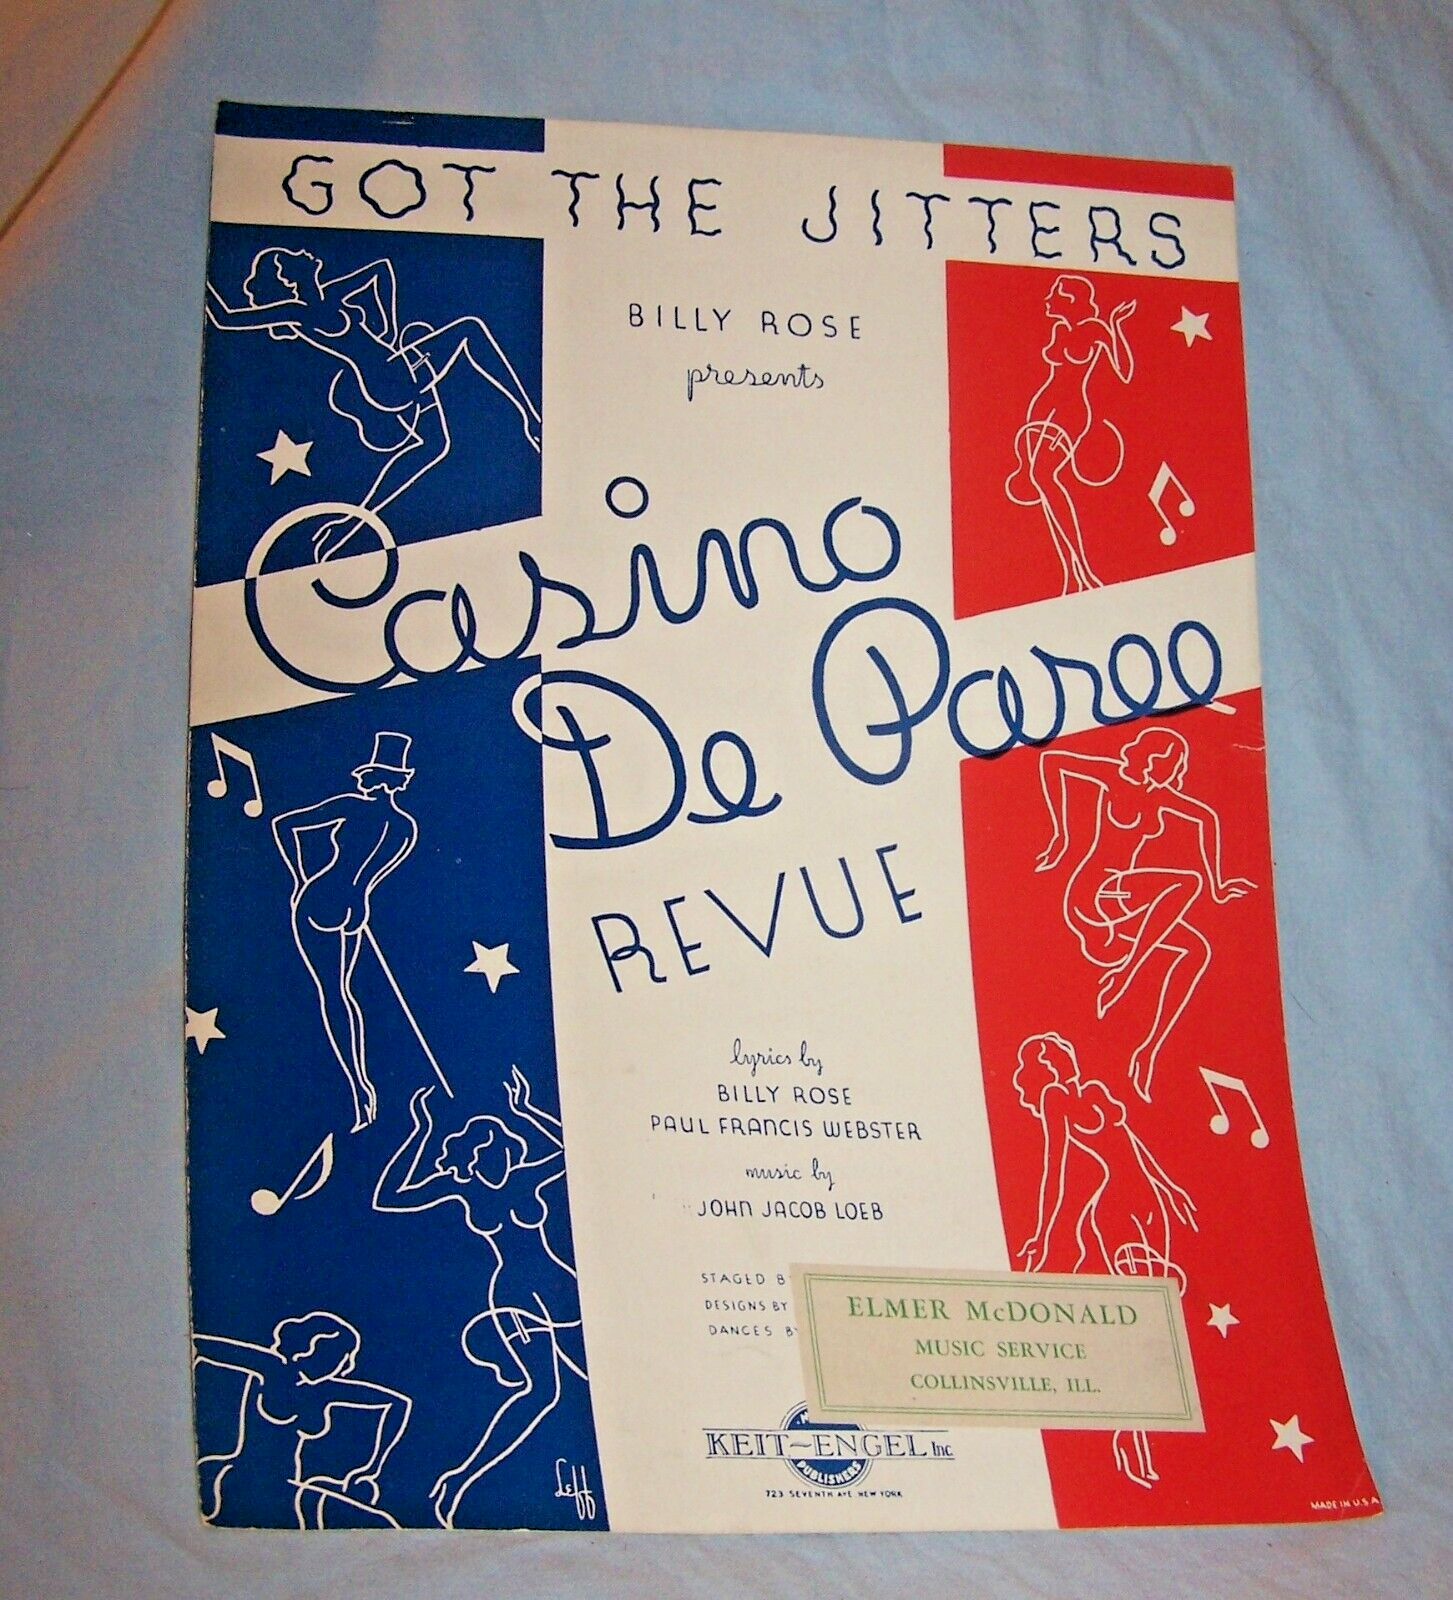 GOT THE JITTERS
BILLY ROSE
presents
Casino
De Paree
REVUE
lyrics by
BILLY ROSE
PAUL FRANCIS WEBSTER
music by
JOHN JACOB LOEB
STAGED B
DESIGNS BY
DANCES BY
ELMER McDONALD
MUSIC SERVICE
COLLINSVILLE, ILL.
KEIT-ENGEL Inc.
PUBLISHERS
723 SEVENTH AVE NEW YORK
Leff
MADE IN U.S.A